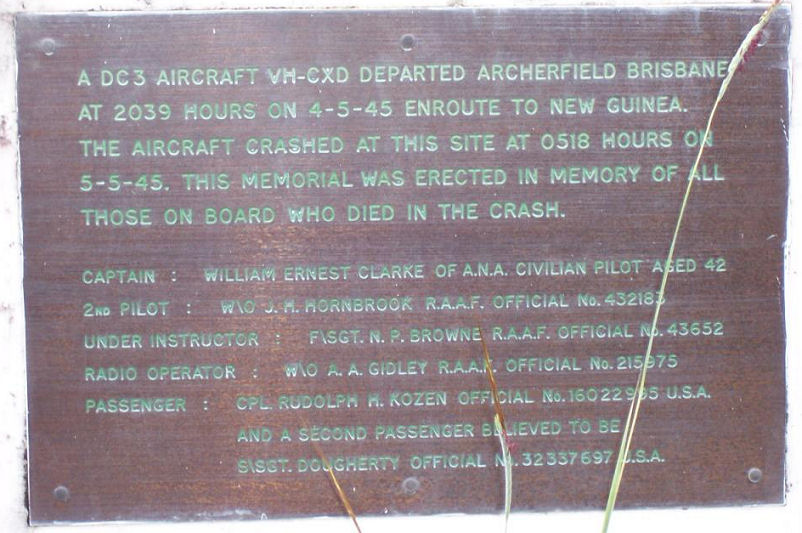 A DC3 AIRCRAFT VH-CXD DEPARTED ARCHERFIELD BRISBANE
AT 2039 HOURS ON 4-5-45 ENROUTE TO NEW GUINEA.
THE AIRCRAFT CRASHED AT THIS SITE AT 0518 HOURS ON
5-5-45. THIS MEMORIAL WAS ERECTED IN MEMORY OF ALL
THOSE ON BOARD WHO DIED IN THE CRASH.
CAPTAIN : WILLIAM ERNEST CLARKE OF A.N.A. CIVILIAN PILOT AGED 42
2ND PILOT : W\O J. H. HORNBROOK R.A.A.F. OFFICIAL No. 432183
UNDER INSTRUCTOR : F\SGT. N. P. BROWNE R.A.A.F. OFFICIAL No. 43652
RADIO OPERATOR : W\O A. A. GIDLEY R.A.A.F. OFFICIAL No. 215975
PASSENGER : CPL. RUDOLPH H. KOZEN OFFICIAL No. 16022995 U.S.A.
AND A SECOND PASSENGER BELIEVED TO BE
S\SGT. DOUGHERTY OFFICIAL No. 32337697 U.S.A.